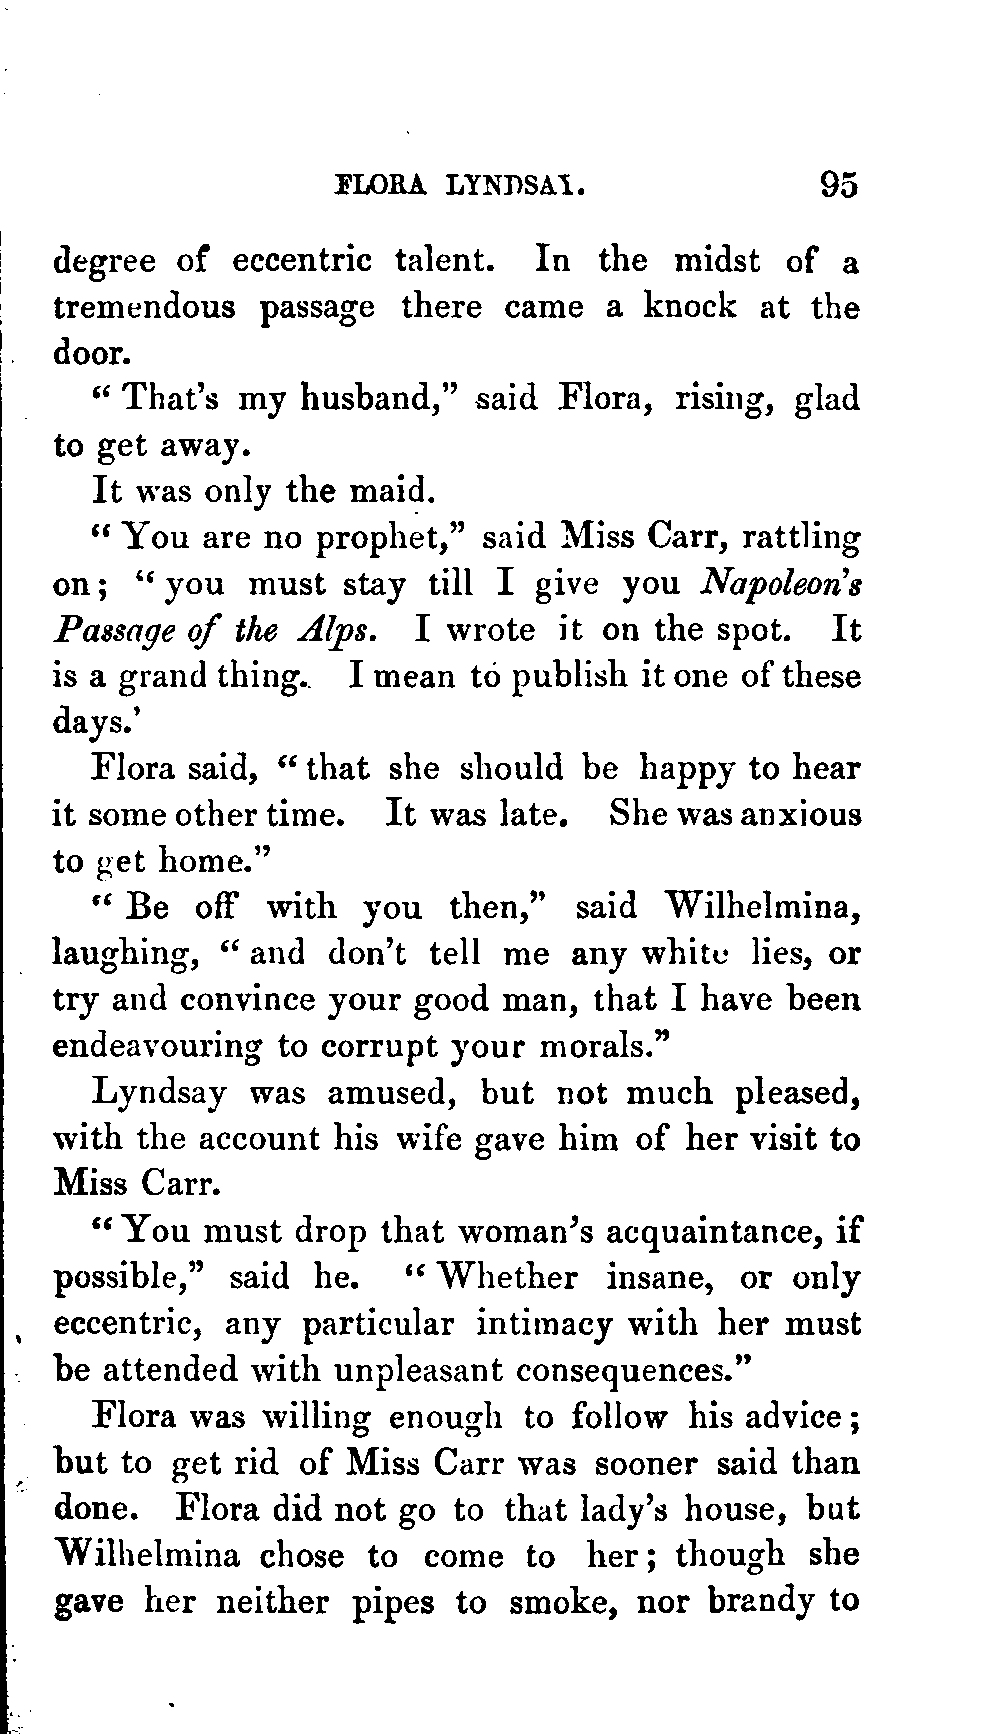 FLORA LYNDSAY. 95
degree of eccentric talent. In the midst of a
tremendous passage there came a knock at the
door.
“ That’s my husband,” said Flora, rising, glad
to get away.
It was only the maid.
“ You are no prophet,” said Miss Carr, rattling
on; “ you must stay till I give you Napoleon’s
Passage of the Alps. I wrote it on the spot. It
is a grand thing. I mean to publish it one of these
days.’
Flora said, “ that she should be happy to hear
it some other time. It was late. She was anxious
to get home.”
“ Be off with you then,” said Wilhelmina,
laughing, “ and don’t tell me any white lies, or
try and convince your good man, that I have been
endeavouring to corrupt your morals.”
Lyndsay was amused, but not much pleased,
with the account his wife gave him of her visit to
Miss Carr.
“ You must drop that woman’s acquaintance, if
possible,” said he. “ Whether insane, or only
eccentric, any particular intimacy with her must
be attended with unpleasant consequences.”
Flora was willing enough to follow his advice;
but to get rid of Miss Carr was sooner said than
done. Flora did not go to that lady’s house, but
Wilhelmina chose to come to her; though she
gave her neither pipes to smoke, nor brandy to